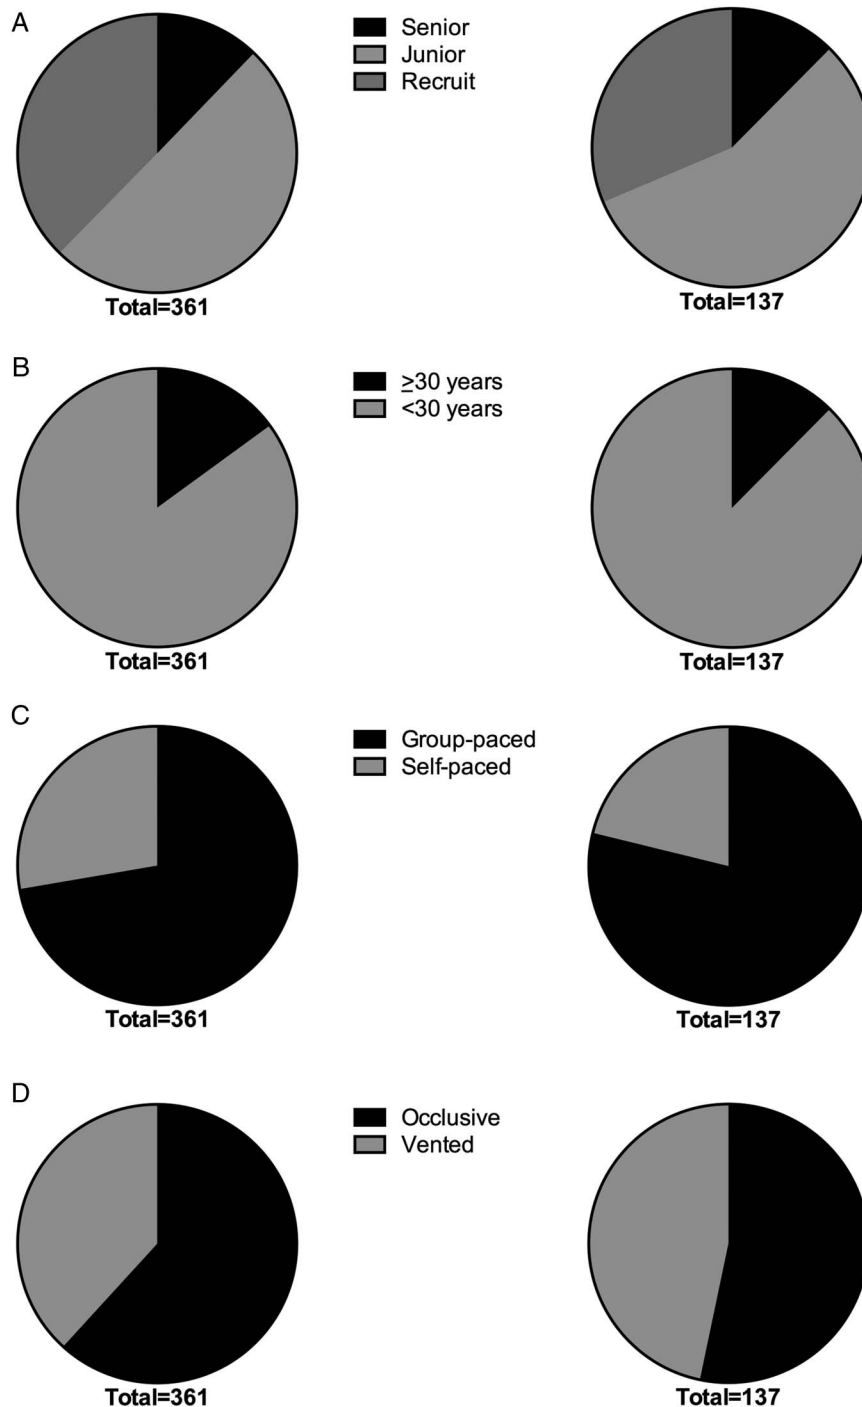 A
Senior
Junior
Recruit
Total=361
Total=137
B
≥30 years
<30 years
Total=361
Total=137
C
Group-paced
Self-paced
Total=361
Total=137
D
Occlusive
Vented
Total=361
Total=137